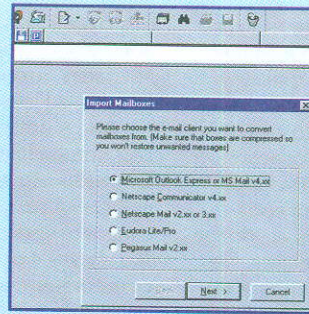 Import Mailboxes
Please choose the e-mail client you want to convert
mailboxes from. (Make sure that boxes are compressed so
you won't restore unwanted messages)
Microsoft Outlook Express or MS Mail v4.xx
Netscape Communicator v4.xx
Netscape Mail v2.xx or 3.xx
Eudora Lite/Pro
Pegasus Mail v2.xx
Next >
Cancel